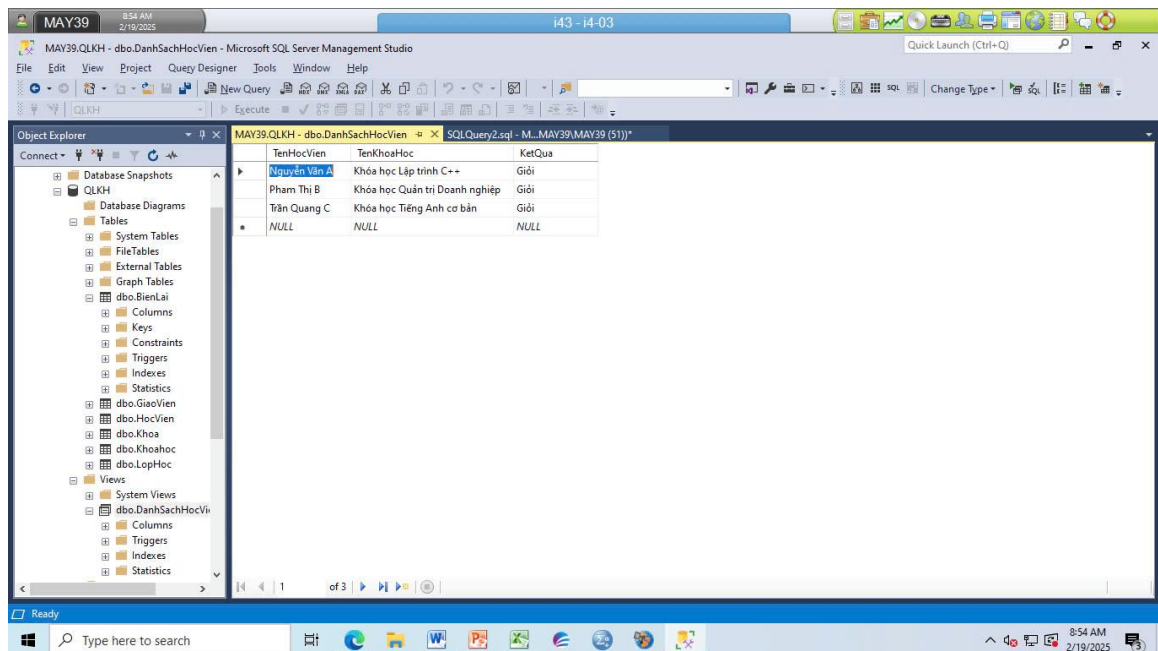 MAY39
8:54 AM
2/19/2025
i43 - i4-03
MAY39.QLKH - dbo.DanhSachHocVien - Microsoft SQL Server Management Studio
Quick Launch (Ctrl+Q)
File Edit View Project Query Designer Tools Window Help
New Query
Change Type
QLKH
Execute
Object Explorer
MAY39.QLKH - dbo.DanhSachHocVien
SQLQuery2.sql - M...MAY39\MAY39 (51))*
Connect
TenHocVien TenKhoaHoc KetQua
Nguyễn Văn A Khóa học Lập trình C++ Giỏi
Phạm Thị B Khóa học Quản trị Doanh nghiệp Giỏi
Trần Quang C Khóa học Tiếng Anh cơ bản Giỏi
NULL NULL NULL
Database Snapshots
QLKH
Database Diagrams
Tables
System Tables
FileTables
External Tables
Graph Tables
dbo.BienLai
Columns
Keys
Constraints
Triggers
Indexes
Statistics
dbo.GiaoVien
dbo.HocVien
dbo.Khoa
dbo.Khoahoc
dbo.LopHoc
Views
System Views
dbo.DanhSachHocVie
Columns
Triggers
Indexes
Statistics
1 of 3
Ready
Type here to search
8:54 AM
2/19/2025